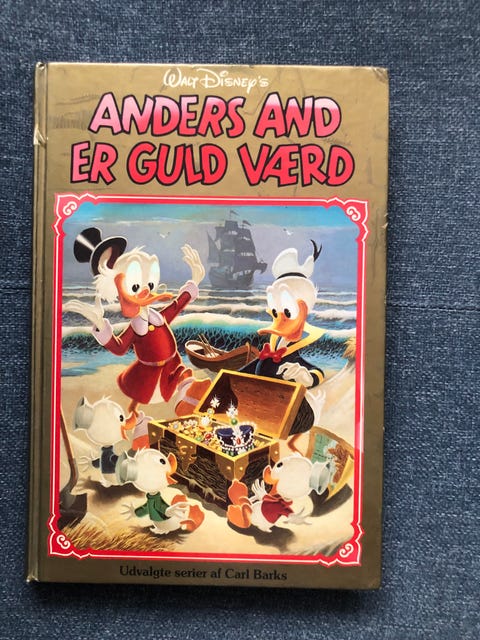 Walt Disney's
ANDERS AND
ER GULD VÆRD
Udvalgte serier af Carl Barks